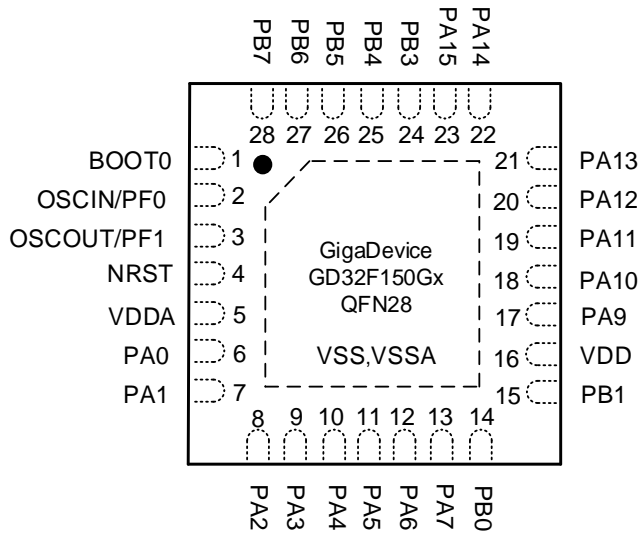 PB7 PB6 PB5 PB4 PB3 PA15 PA14
28 27 26 25 24 23 22
BOOT0 1
OSCIN/PF0 2
OSCOUT/PF1 3
NRST 4
VDDA 5
PA0 6
PA1 7
GigaDevice
GD32F150Gx
QFN28
VSS,VSSA
21 PA13
20 PA12
19 PA11
18 PA10
17 PA9
16 VDD
15 PB1
8 9 10 11 12 13 14
PA2 PA3 PA4 PA5 PA6 PA7 PB0